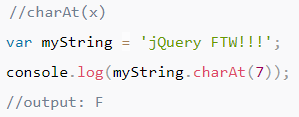 //charAt(x)
var myString = 'jQuery FTW!!!';
console.log(myString.charAt(7));
//output: F